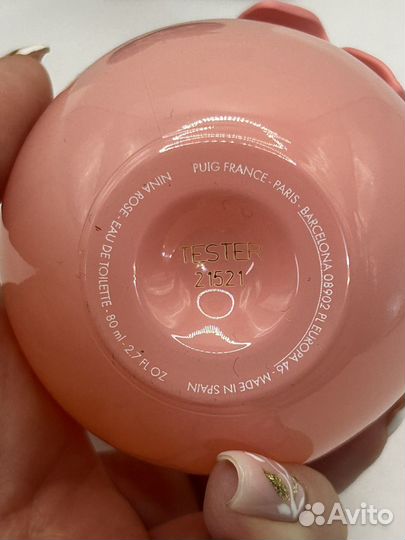 PUIG FRANCE - PARIS - BARCELONA 08902 PL EUROPA 46 - MADE IN SPAIN
NINA ROSE - EAU DE TOILETTE - 80 ml - 2.7 FL OZ
TESTER
21521
Avito